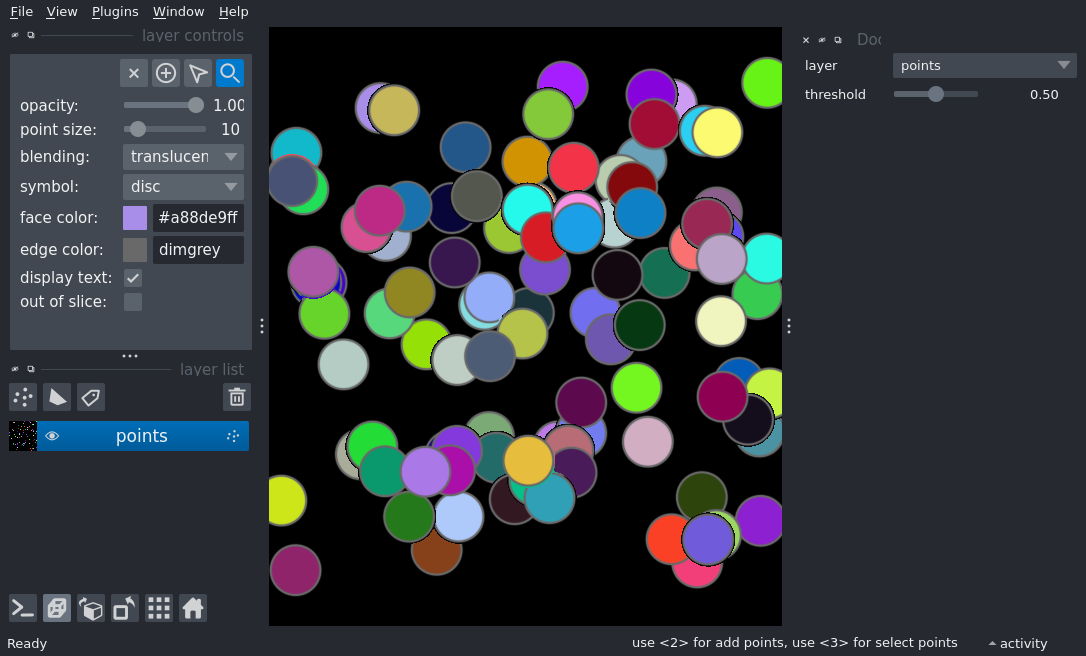 File View Plugins Window Help
layer controls
opacity: 1.00
point size: 10
blending: translucen
symbol: disc
face color: #a88de9ff
edge color: dimgrey
display text:
out of slice:
layer list
points
Doc
layer points
threshold 0.50
Ready use <2> for add points, use <3> for select points activity